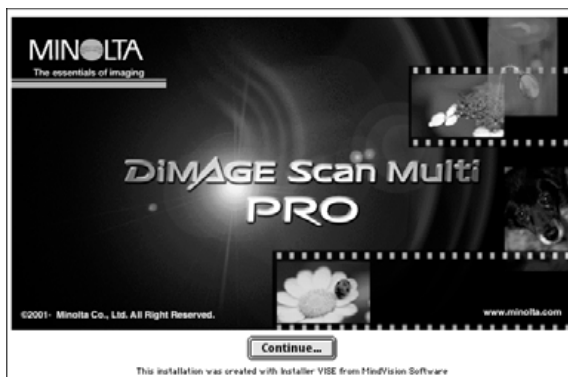 MINOLTA
The essentials of imaging
DiMAGE Scan Multi
PRO
©2001- Minolta Co., Ltd. All Right Reserved.
www.minolta.com
Continue...
This installation was created with Installer VISE from MindVision Software